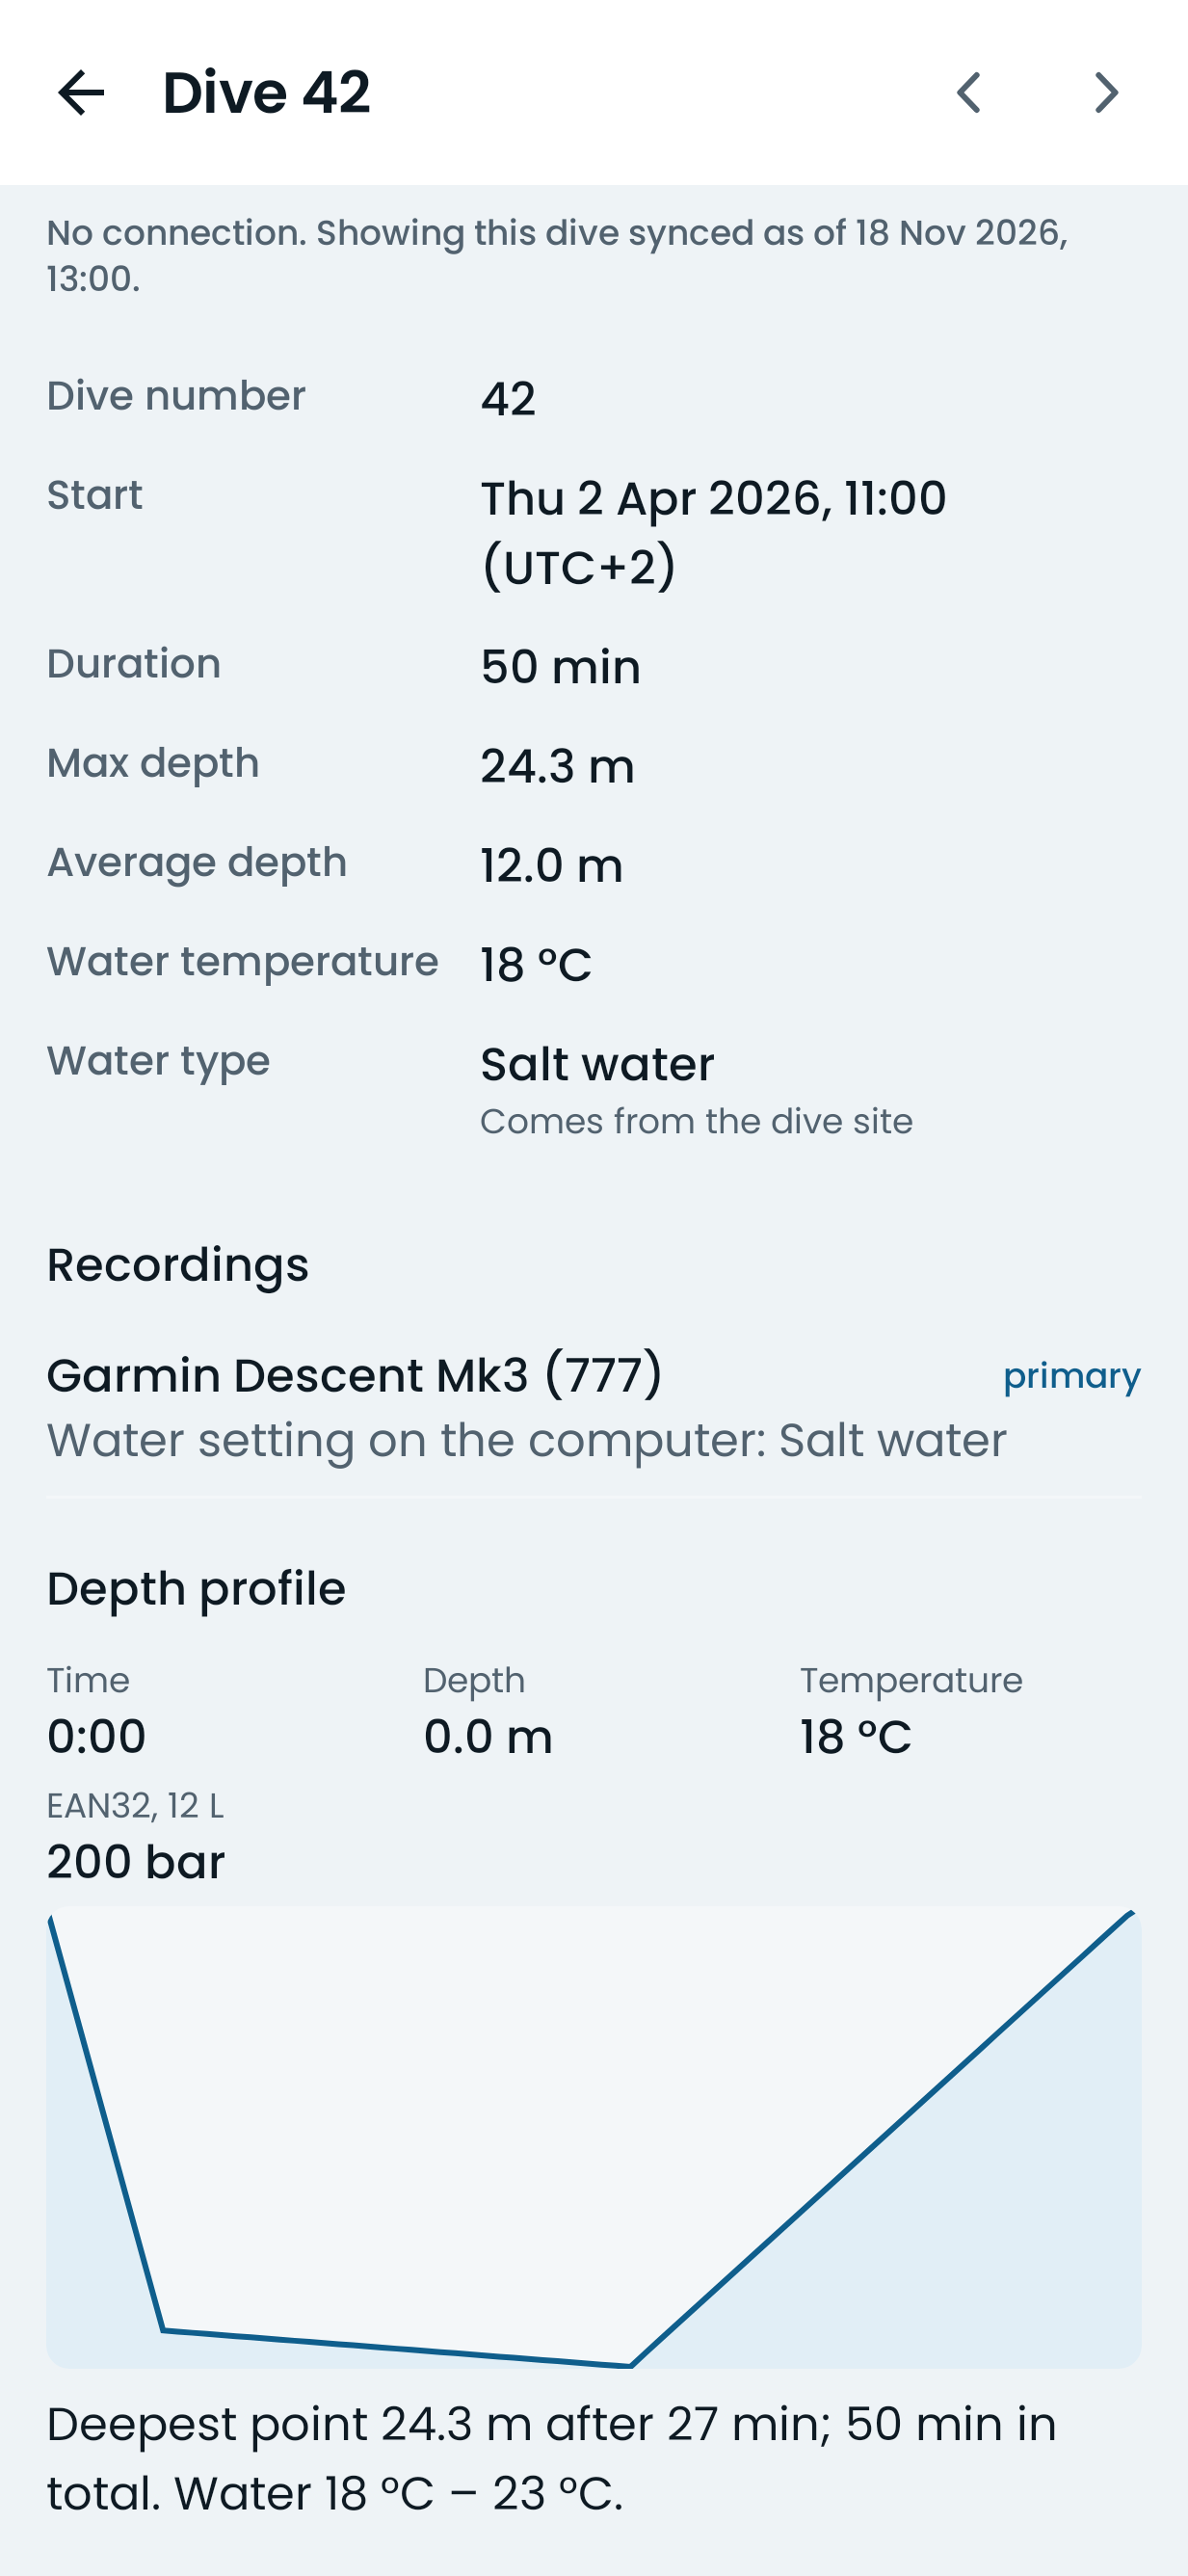 Dive 42
No connection. Showing this dive synced as of 18 Nov 2026,
13:00.
Dive number 42
Start Thu 2 Apr 2026, 11:00
(UTC+2)
Duration 50 min
Max depth 24.3 m
Average depth 12.0 m
Water temperature 18 °C
Water type Salt water
Comes from the dive site
Recordings
Garmin Descent Mk3 (777) primary
Water setting on the computer: Salt water
Depth profile
Time Depth Temperature
0:00 0.0 m 18 °C
EAN32, 12 L
200 bar
Deepest point 24.3 m after 27 min; 50 min in
total. Water 18 °C – 23 °C.